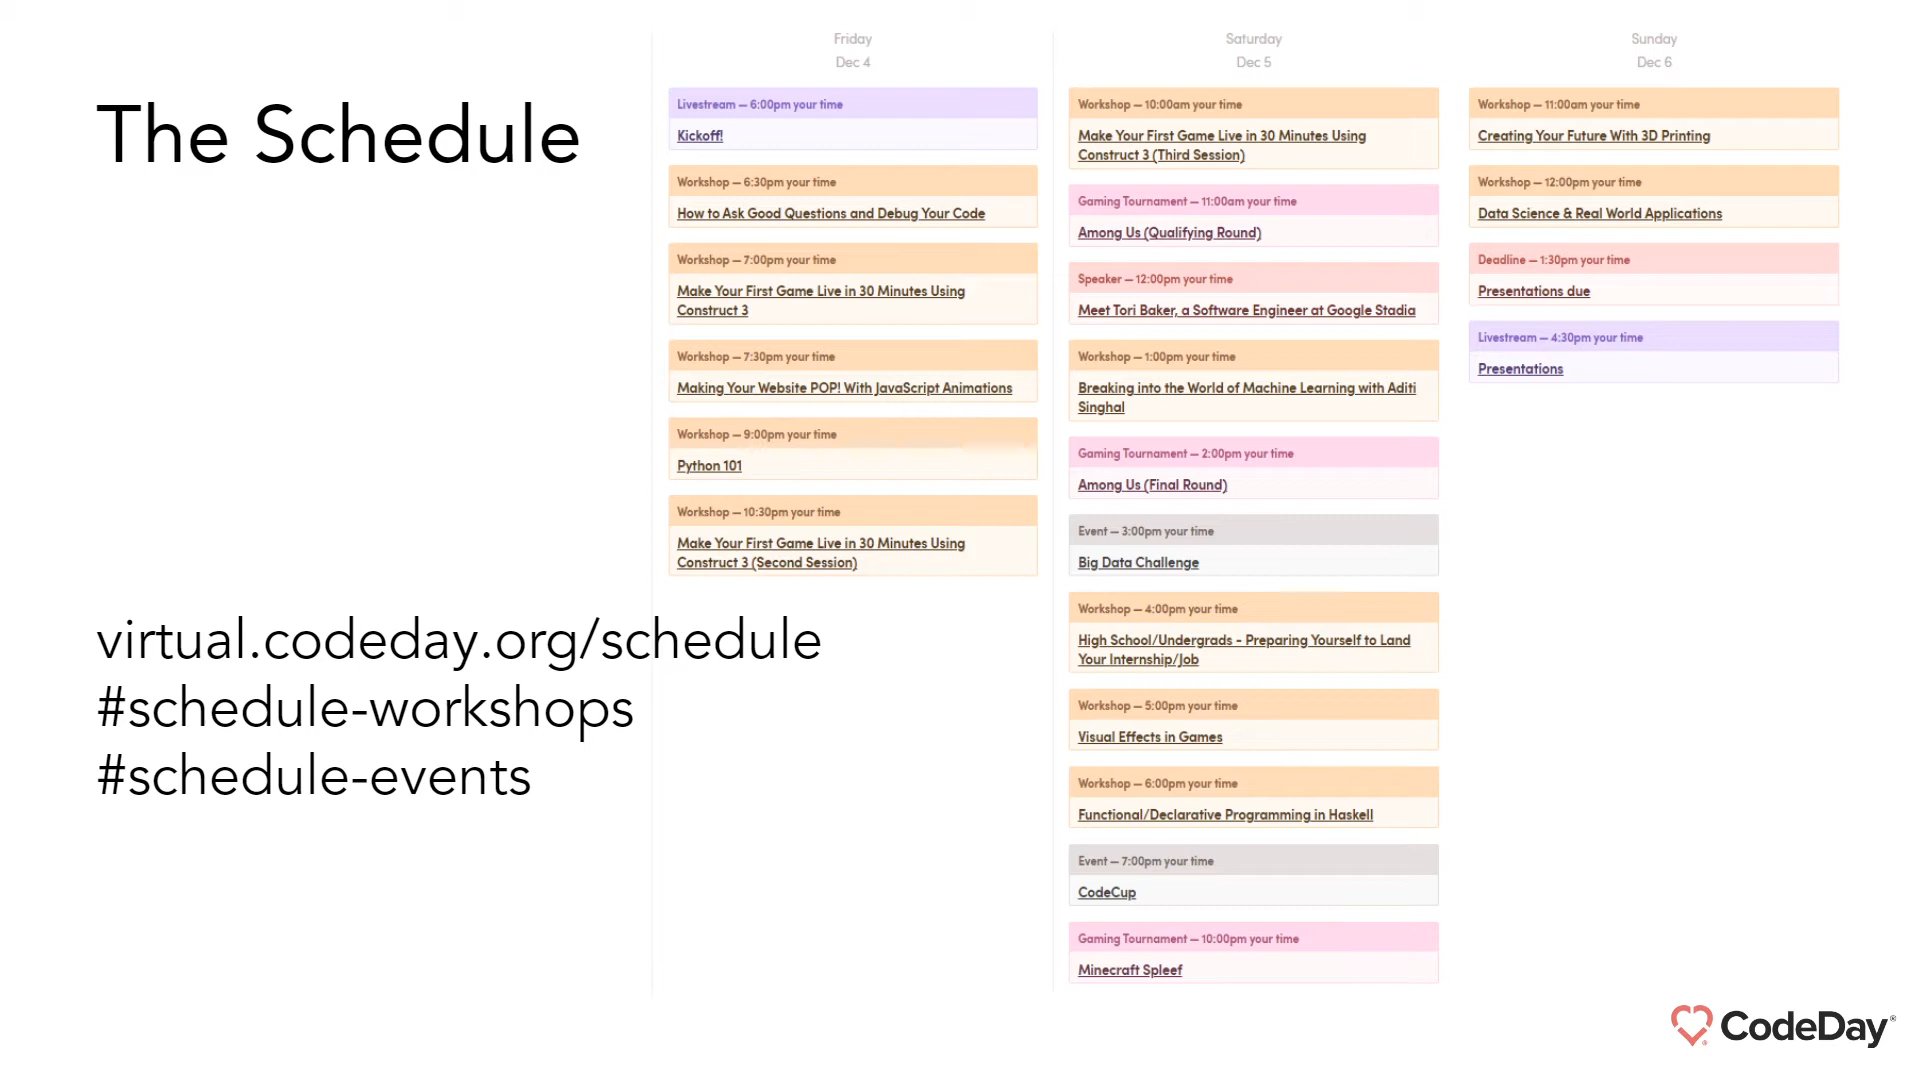 The Schedule
virtual.codeday.org/schedule
#schedule-workshops
#schedule-events
Friday
Dec 4
Livestream — 6:00pm your time
Kickoff!
Workshop — 6:30pm your time
How to Ask Good Questions and Debug Your Code
Workshop — 7:00pm your time
Make Your First Game Live in 30 Minutes Using
Construct 3
Workshop — 7:30pm your time
Making Your Website POP! With JavaScript Animations
Workshop — 9:00pm your time
Python 101
Workshop — 10:30pm your time
Make Your First Game Live in 30 Minutes Using
Construct 3 (Second Session)
Saturday
Dec 5
Workshop — 10:00am your time
Make Your First Game Live in 30 Minutes Using
Construct 3 (Third Session)
Gaming Tournament — 11:00am your time
Among Us (Qualifying Round)
Speaker — 12:00pm your time
Meet Tori Baker, a Software Engineer at Google Stadia
Workshop — 1:00pm your time
Breaking into the World of Machine Learning with Aditi
Singhal
Gaming Tournament — 2:00pm your time
Among Us (Final Round)
Event — 3:00pm your time
Big Data Challenge
Workshop — 4:00pm your time
High School/Undergrads - Preparing Yourself to Land
Your Internship/Job
Workshop — 5:00pm your time
Visual Effects in Games
Workshop — 6:00pm your time
Functional/Declarative Programming in Haskell
Event — 7:00pm your time
CodeCup
Gaming Tournament — 10:00pm your time
Minecraft Spleef
Sunday
Dec 6
Workshop — 11:00am your time
Creating Your Future With 3D Printing
Workshop — 12:00pm your time
Data Science & Real World Applications
Deadline — 1:30pm your time
Presentations due
Livestream — 4:30pm your time
Presentations
CodeDay®